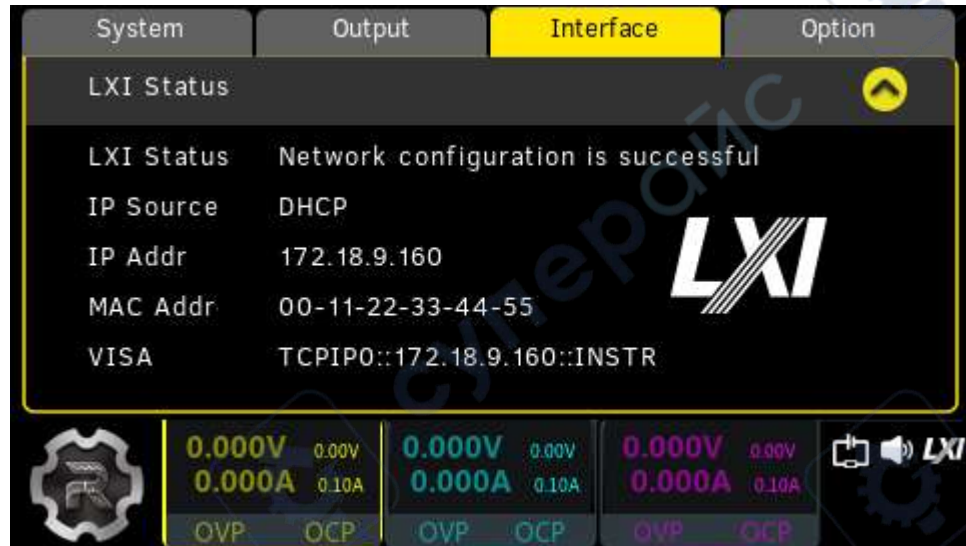 System Output Interface Option
LXI Status
LXI Status Network configuration is successful
IP Source DHCP
IP Addr 172.18.9.160
MAC Addr 00-11-22-33-44-55
VISA TCPIP0::172.18.9.160::INSTR
LXI
суперайс
R
0.000V 0.00V 0.000V 0.00V 0.000V 0.00V
0.000A 0.10A 0.000A 0.10A 0.000A 0.10A
LXI
OVP OCP OVP OCP OVP OCP